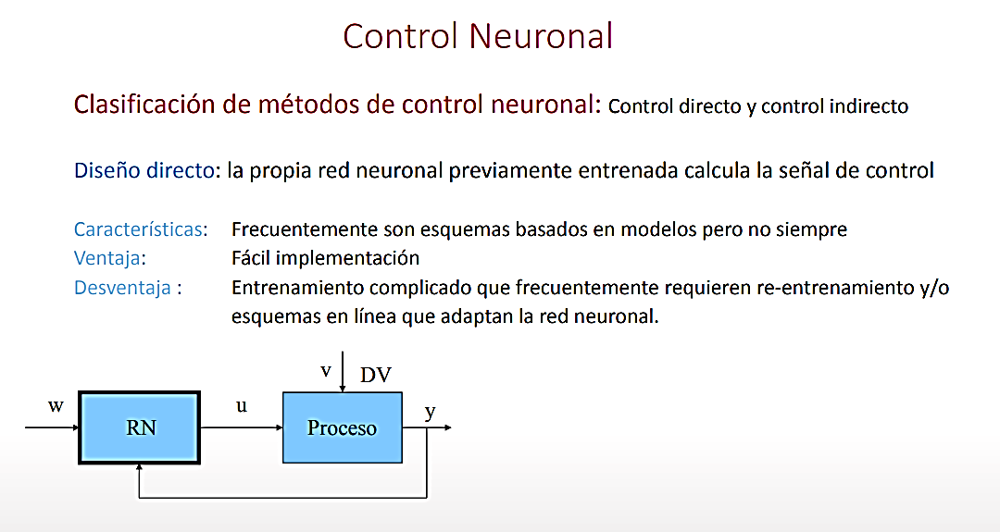 Control Neuronal
Clasificación de métodos de control neuronal: Control directo y control indirecto
Diseño directo: la propia red neuronal previamente entrenada calcula la señal de control
Características: Frecuentemente son esquemas basados en modelos pero no siempre
Ventaja: Fácil implementación
Desventaja : Entrenamiento complicado que frecuentemente requieren re-entrenamiento y/o
esquemas en línea que adaptan la red neuronal.
v DV
w u y
RN Proceso